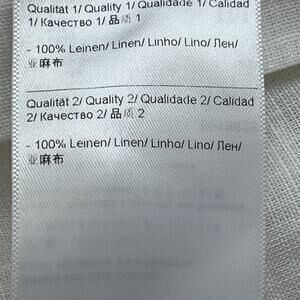 Qualität 1/ Quality 1/ Qualidade 1/ Calidad
1/ Качество 1/ 品质 1
- 100% Leinen/ Linen/ Linho/ Lino/ Лен/
亚麻布
Qualität 2/ Quality 2/ Qualidade 2/ Calidad
2/ Качество 2/ 品质 2
- 100% Leinen/ Linen/ Linho/ Lino/ Лен/
亚麻布